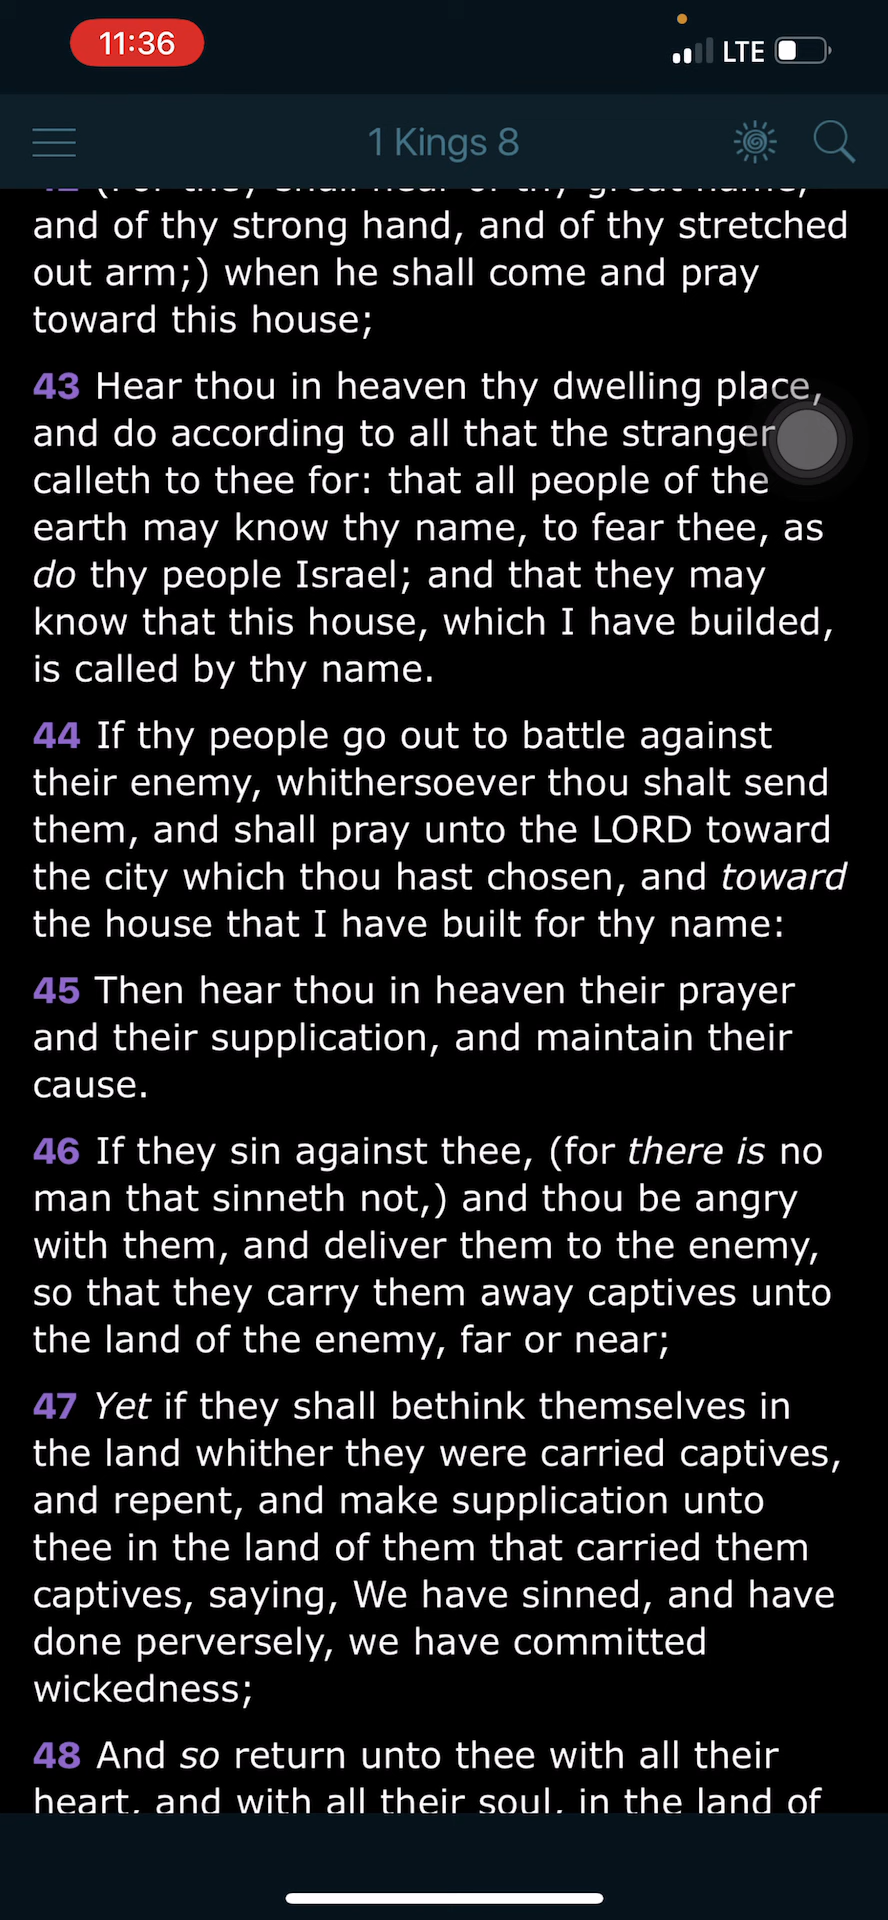 11:36
LTE
1 Kings 8
and of thy strong hand, and of thy stretched
out arm;) when he shall come and pray
toward this house;
43 Hear thou in heaven thy dwelling place,
and do according to all that the stranger
calleth to thee for: that all people of the
earth may know thy name, to fear thee, as
do thy people Israel; and that they may
know that this house, which I have builded,
is called by thy name.
44 If thy people go out to battle against
their enemy, whithersoever thou shalt send
them, and shall pray unto the LORD toward
the city which thou hast chosen, and toward
the house that I have built for thy name:
45 Then hear thou in heaven their prayer
and their supplication, and maintain their
cause.
46 If they sin against thee, (for there is no
man that sinneth not,) and thou be angry
with them, and deliver them to the enemy,
so that they carry them away captives unto
the land of the enemy, far or near;
47 Yet if they shall bethink themselves in
the land whither they were carried captives,
and repent, and make supplication unto
thee in the land of them that carried them
captives, saying, We have sinned, and have
done perversely, we have committed
wickedness;
48 And so return unto thee with all their
heart, and with all their soul, in the land of